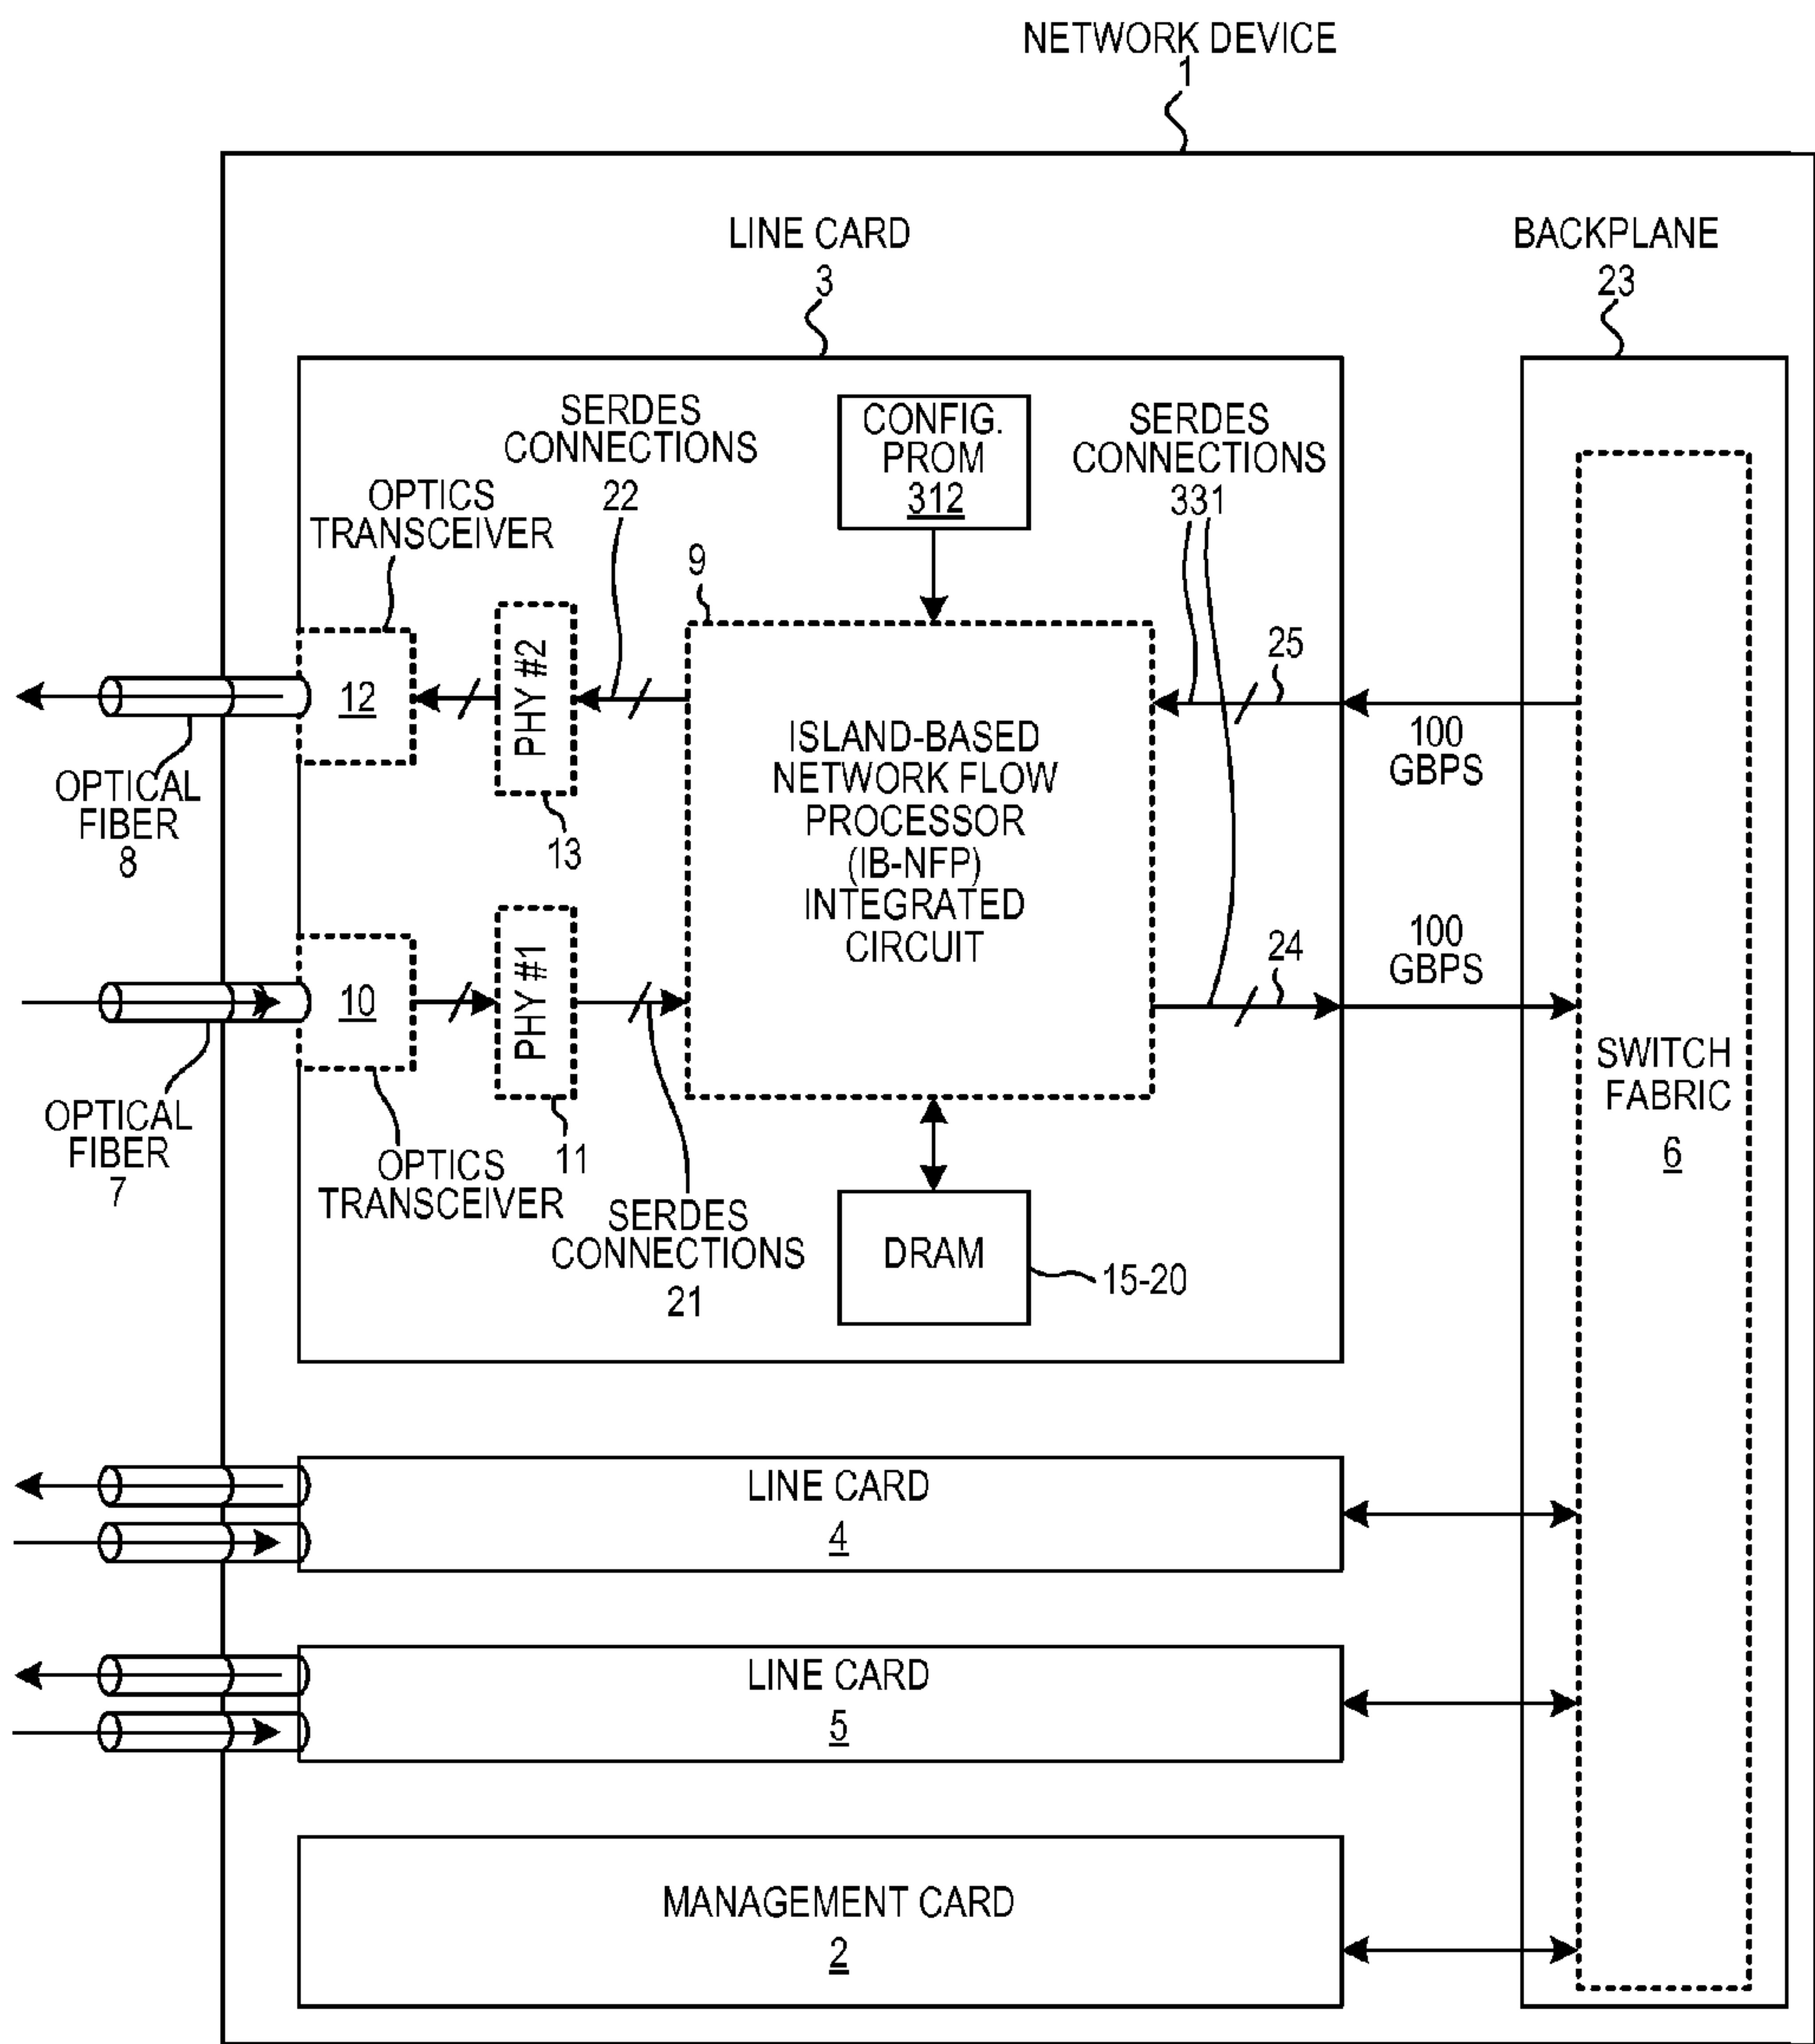 NETWORK DEVICE
1
LINE CARD
3
BACKPLANE
23
SERDES
CONNECTIONS
22
CONFIG.
PROM
312
SERDES
CONNECTIONS
331
OPTICS
TRANSCEIVER
9
12
PHY #2
13
25
100
GBPS
OPTICAL
FIBER
8
ISLAND-BASED
NETWORK FLOW
PROCESSOR
(IB-NFP)
INTEGRATED
CIRCUIT
10
PHY #1
11
24
100
GBPS
OPTICAL
FIBER
7
OPTICS
TRANSCEIVER
SERDES
CONNECTIONS
21
DRAM
15-20
SWITCH
FABRIC
6
LINE CARD
4
LINE CARD
5
MANAGEMENT CARD
2